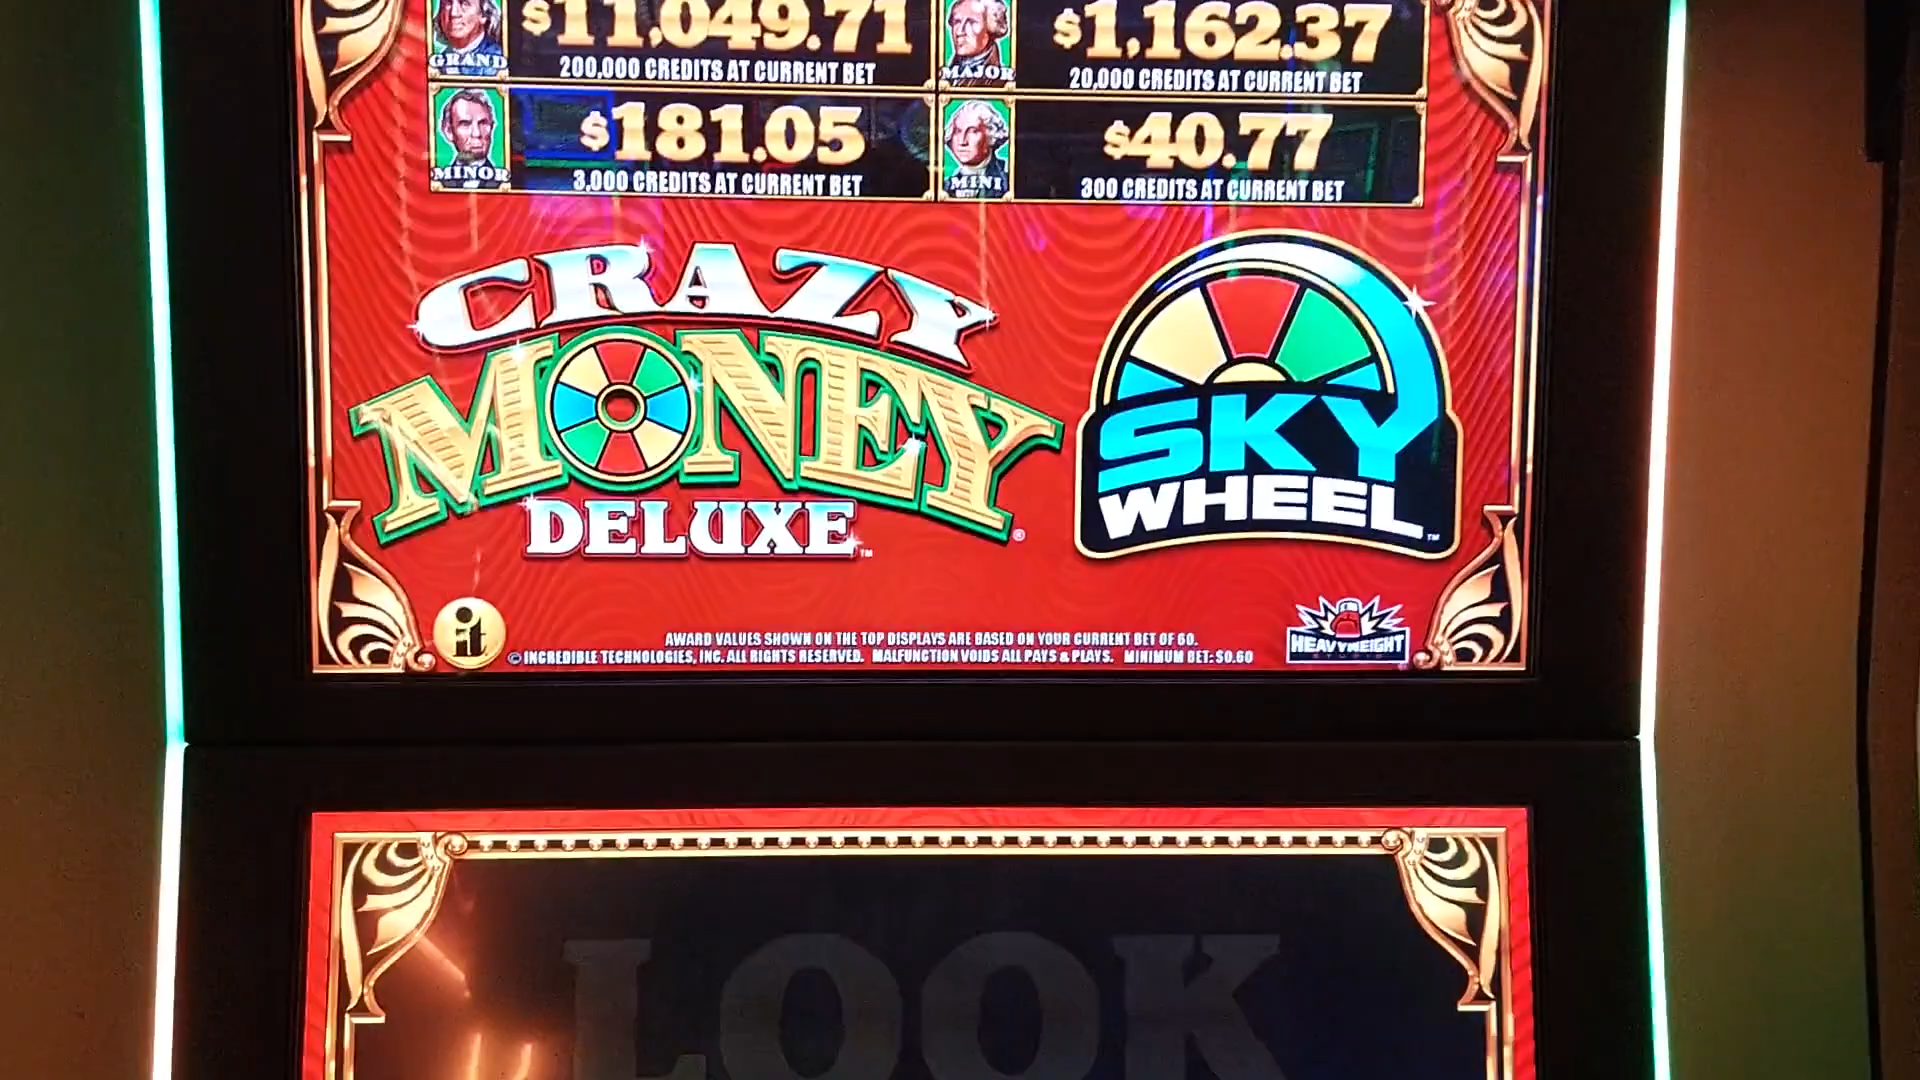 $11,049.71
GRAND
200,000 CREDITS AT CURRENT BET
$1,162.37
MAJOR
20,000 CREDITS AT CURRENT BET
$181.05
MINOR
3,000 CREDITS AT CURRENT BET
$40.77
MINI
300 CREDITS AT CURRENT BET
CRAZY
MONEY
DELUXE™
®
SKY
WHEEL™
it
AWARD VALUES SHOWN ON THE TOP DISPLAYS ARE BASED ON YOUR CURRENT BET OF 60.
© INCREDIBLE TECHNOLOGIES, INC. ALL RIGHTS RESERVED. MALFUNCTION VOIDS ALL PAYS & PLAYS. MINIMUM BET: $0.60
HEAVYWEIGHT
STUDIO
LOOK